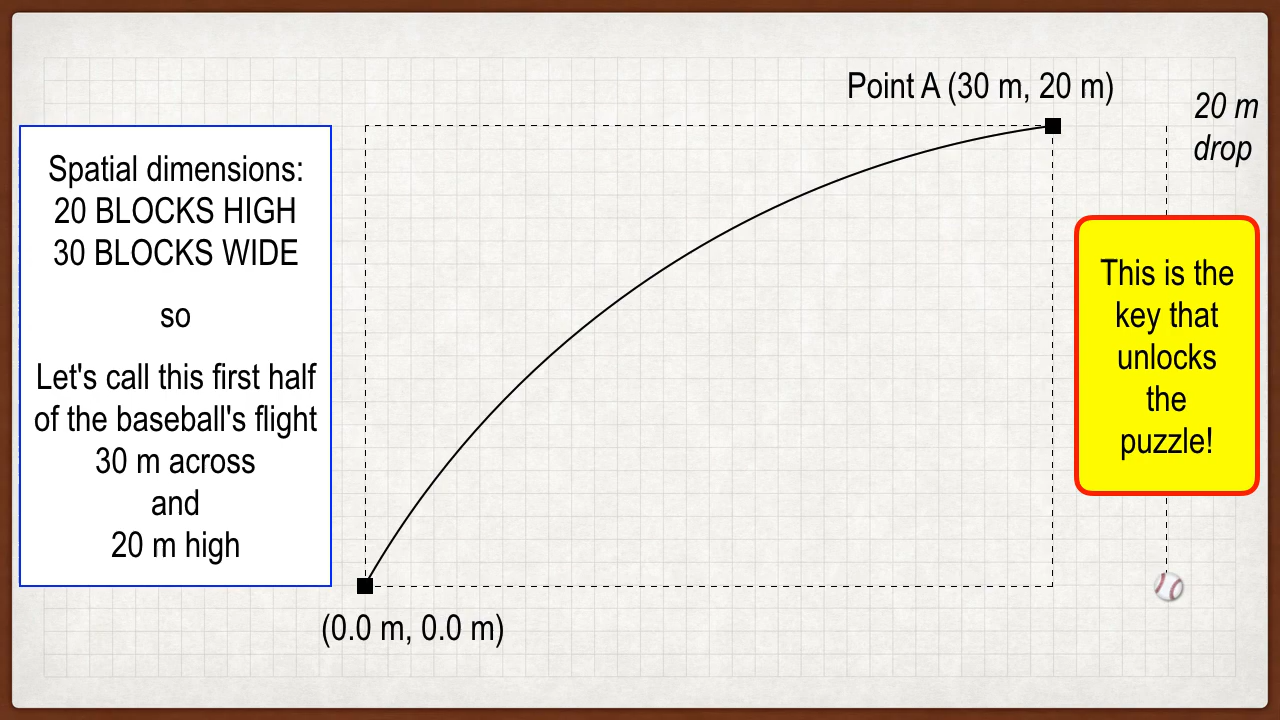 Point A (30 m, 20 m)
20 m
drop
Spatial dimensions:
20 BLOCKS HIGH
30 BLOCKS WIDE
so
Let's call this first half
of the baseball's flight
30 m across
and
20 m high
This is the
key that
unlocks
the
puzzle!
(0.0 m, 0.0 m)